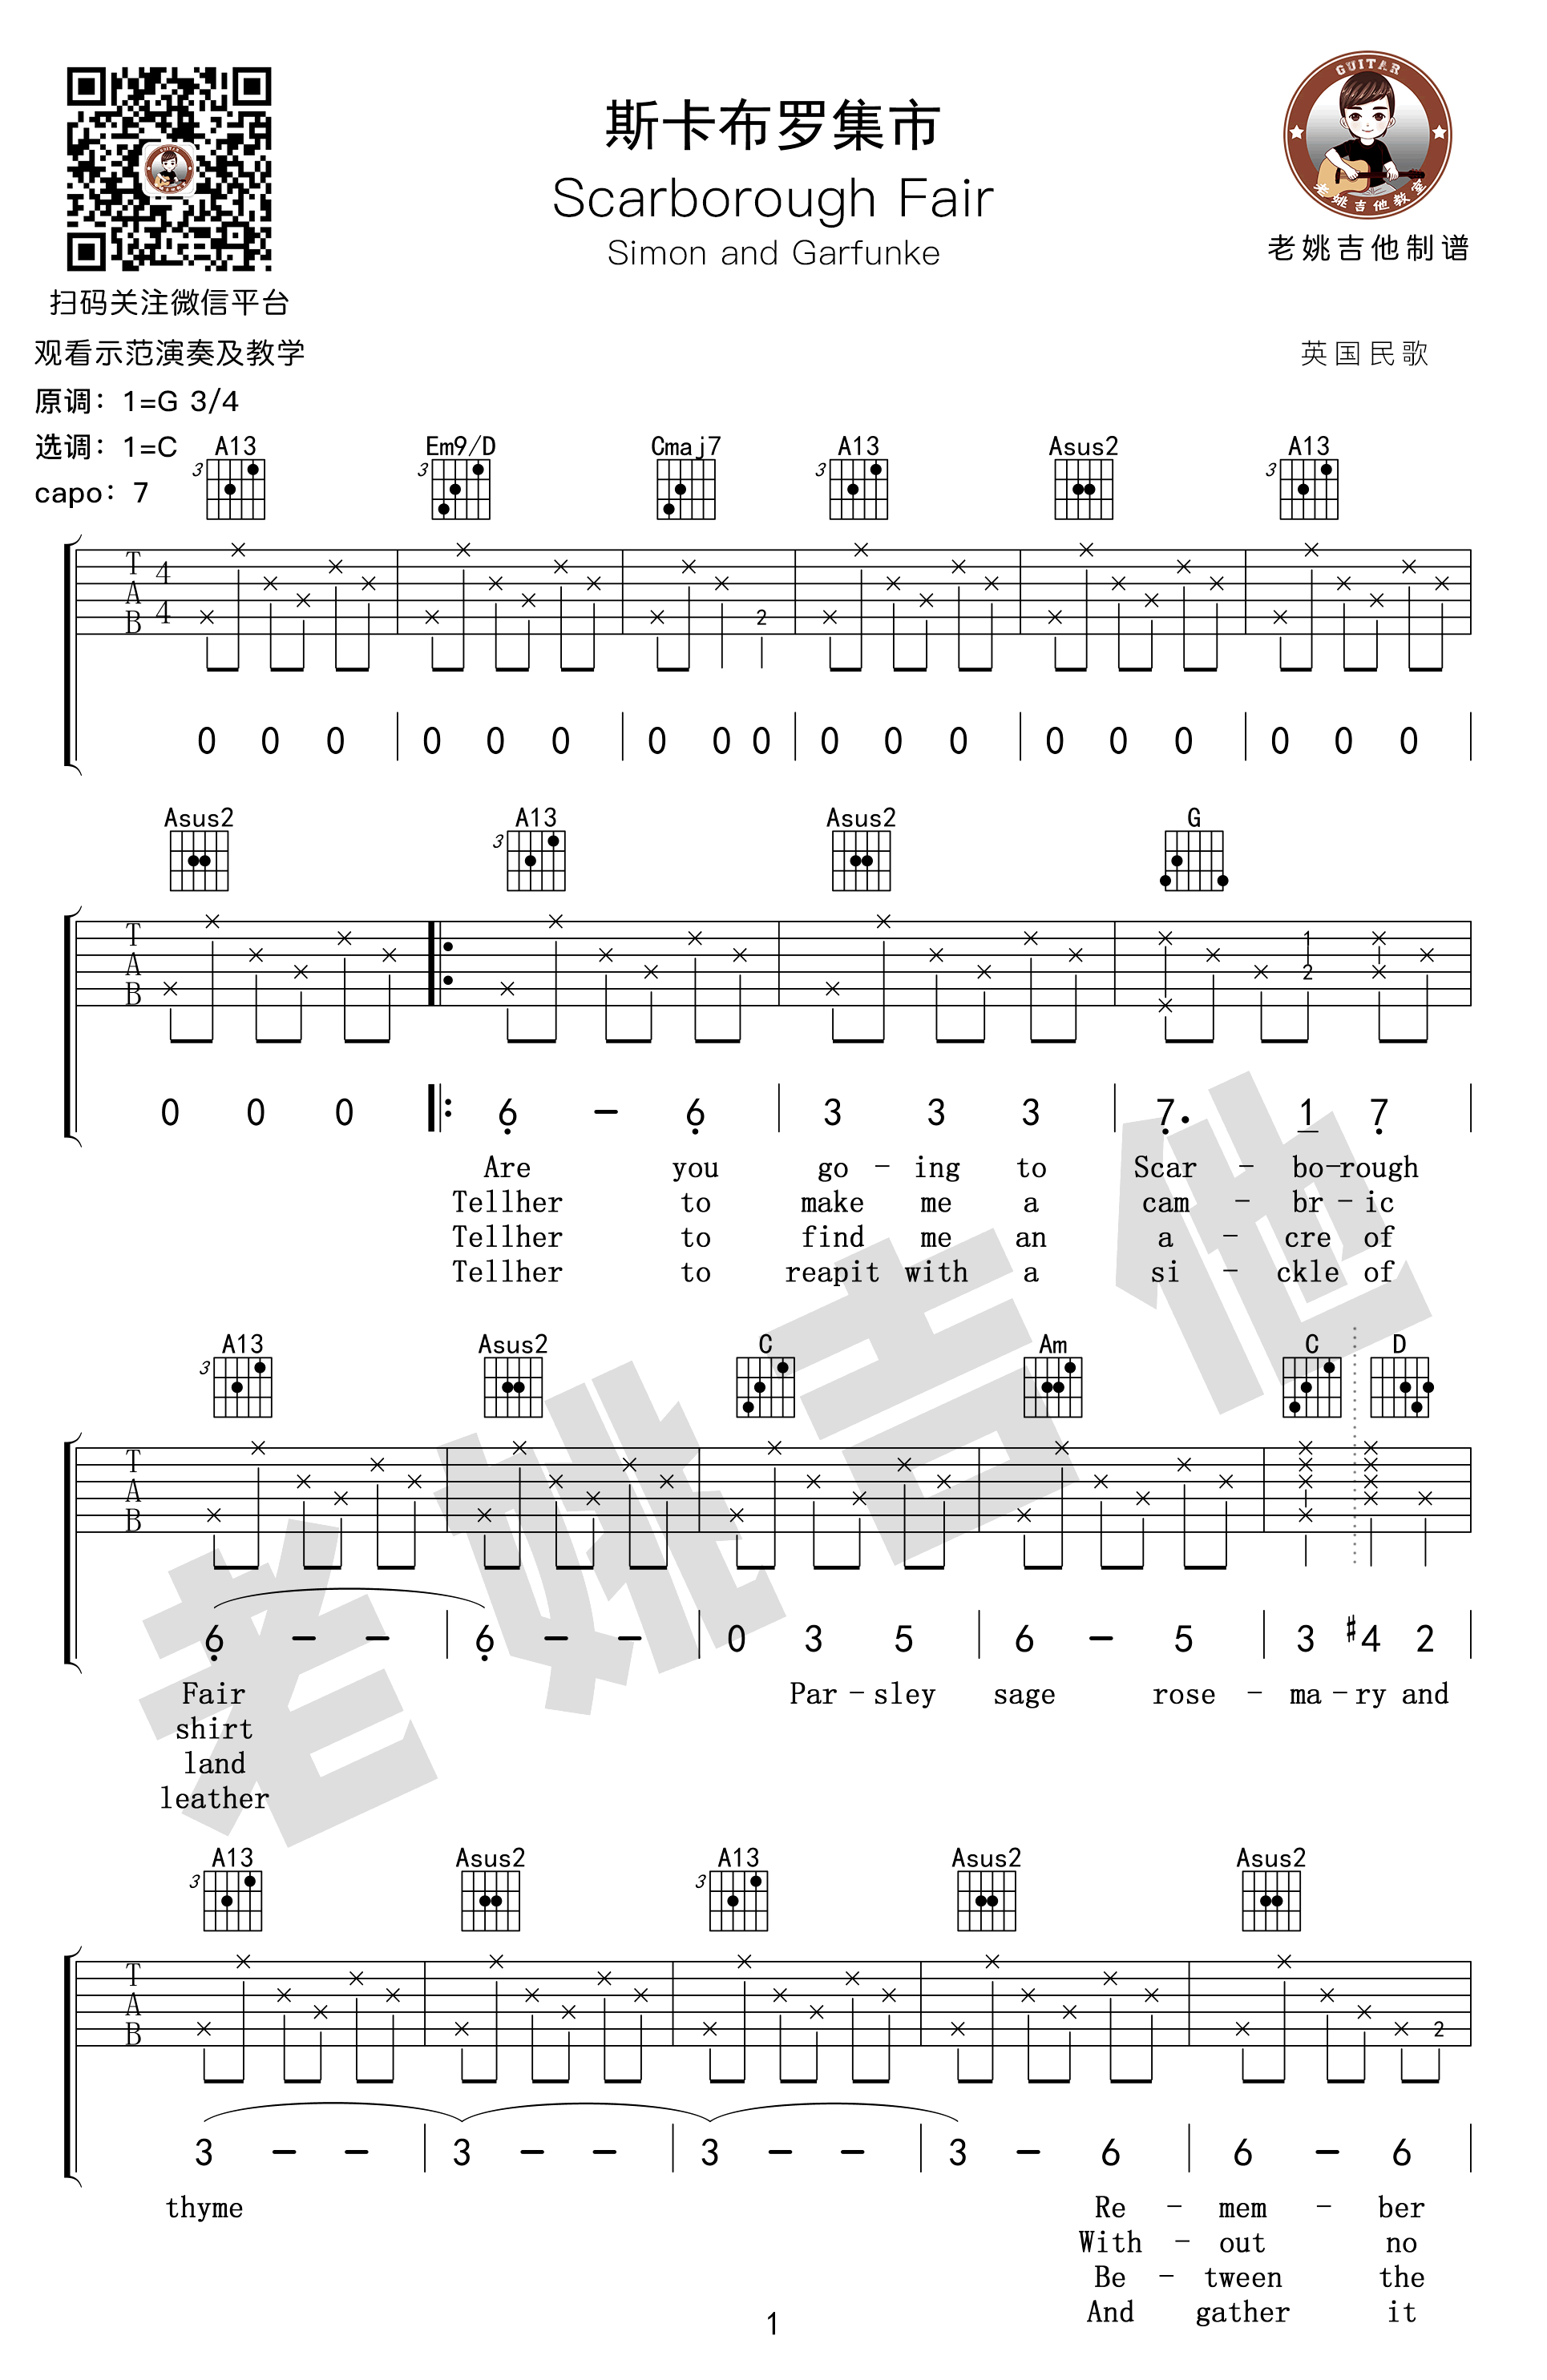 斯卡布罗集市
Scarborough Fair
Simon and Garfunke
GUITAR
老姚吉他教室
老姚吉他制谱
扫码关注微信平台
观看示范演奏及教学
英国民歌
原调：1=G 3/4
选调：1=C
capo：7
A13 Em9/D Cmaj7 A13 Asus2 A13
3 3 3 3
T A B 4 4 2
0 0 0 0 0 0 0 0 0 0 0 0 0 0 0 0 0 0
Asus2 A13 Asus2 G
3
T A B 1 2
0 0 0 6 - 6 3 3 3 7. 1 7
Are you go - ing to Scar - bo-rough
Tellher to make me a cam - br - ic
Tellher to find me an a - cre of
Tellher to reapit with a si - ckle of
A13 Asus2 C Am C D
3
T A B
6 - - 6 - - 0 3 5 6 - 5 3 #4 2
Fair Par - sley sage rose - ma - ry and
shirt
land
leather
A13 Asus2 A13 Asus2 Asus2
3 3
T A B 2
3 - - 3 - - 3 - - 3 - 6 6 - 6
thyme Re - mem - ber
With - out no
Be - tween the
And gather it
1
老姚吉他